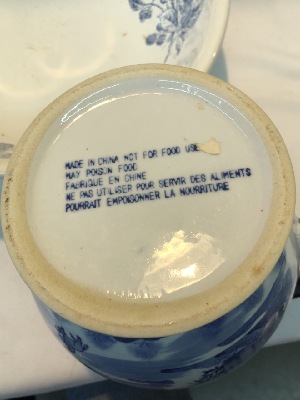 MADE IN CHINA NOT FOR FOOD USE
MAY POISON FOOD
FABRIQUE EN CHINE
NE PAS UTILISER POUR SERVIR DES ALIMENTS
POURRAIT EMPOISONNER LA NOURRITURE